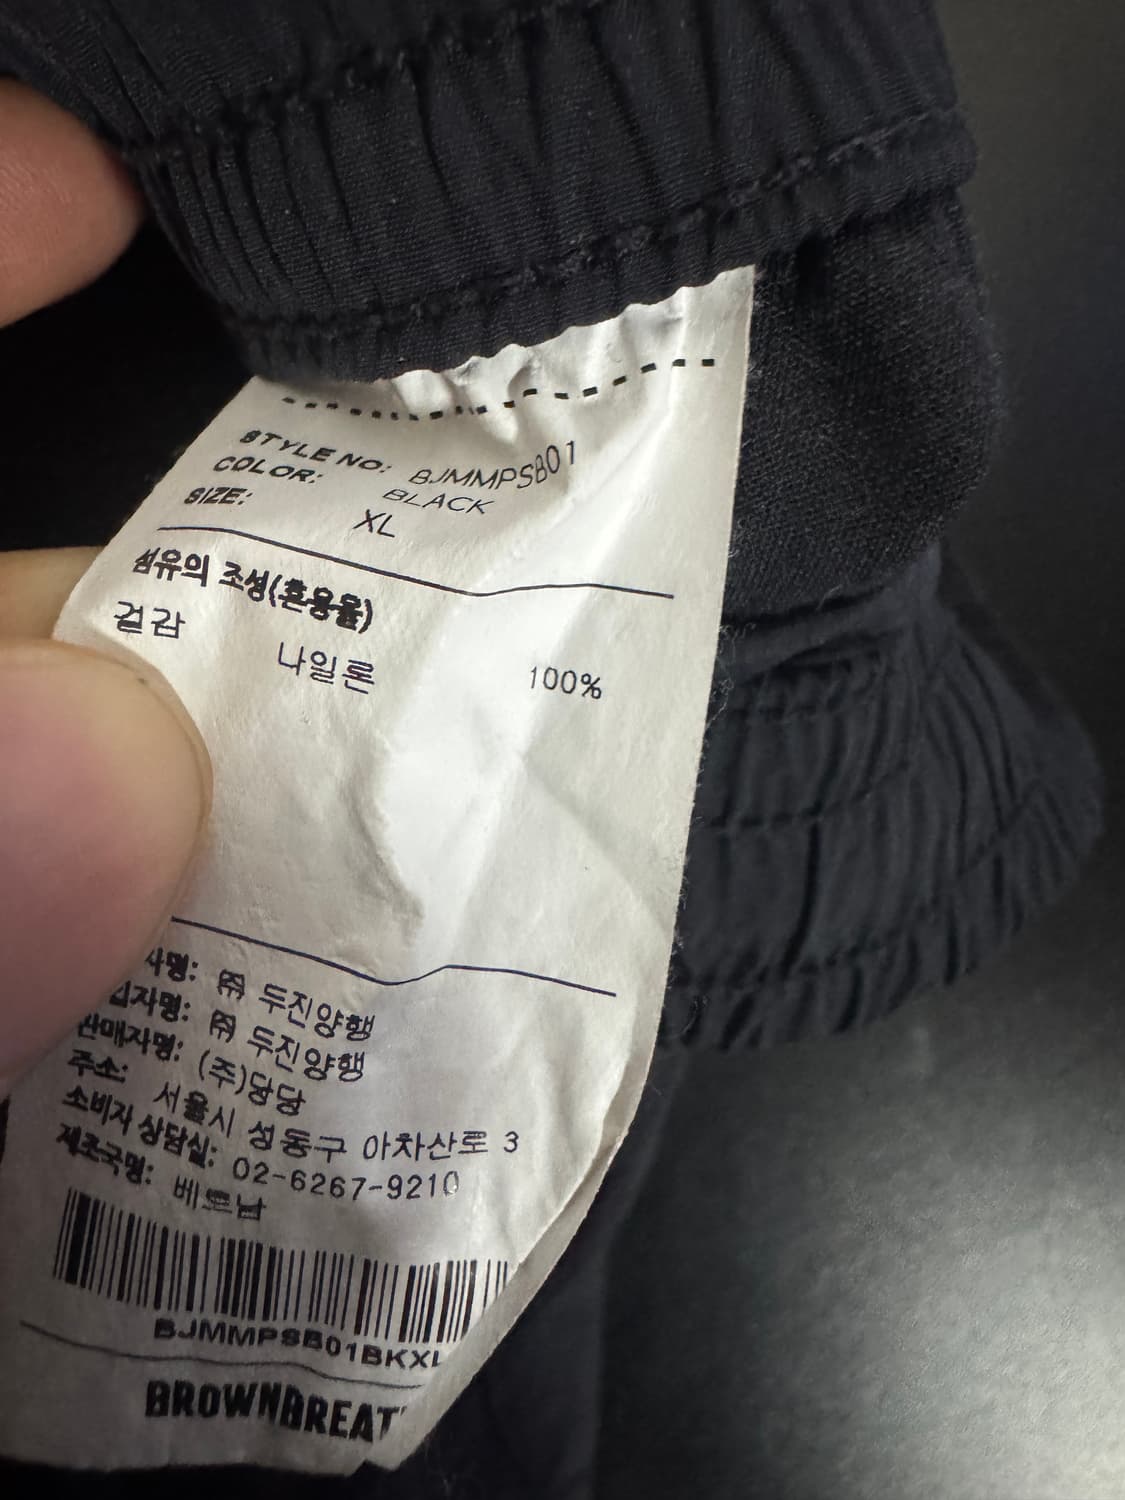 STYLE NO: BJMMPSB01
COLOR: BLACK
SIZE: XL
섬유의 조성(혼용율)
겉감 나일론 100%
자명: ㈜ 두진양행
입자명: ㈜ 두진양행
판매자명: (주)당당
주소: 서울시 성동구 아차산로 3
소비자 상담실: 02-6267-9210
제조국명: 베트남
BJMMPSB01BKXL
BROWNBREAT